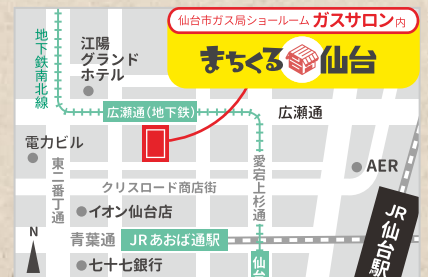 仙台市ガス局ショールーム ガスサロン内
まちくる仙台
地下鉄南北線
江陽
グランド
ホテル
広瀬通(地下鉄)
広瀬通
電力ビル
東二番丁通
愛宕上杉通
AER
クリスロード商店街
イオン仙台店
JR仙台駅
N
青葉通
JRあおば通駅
仙台
七十七銀行